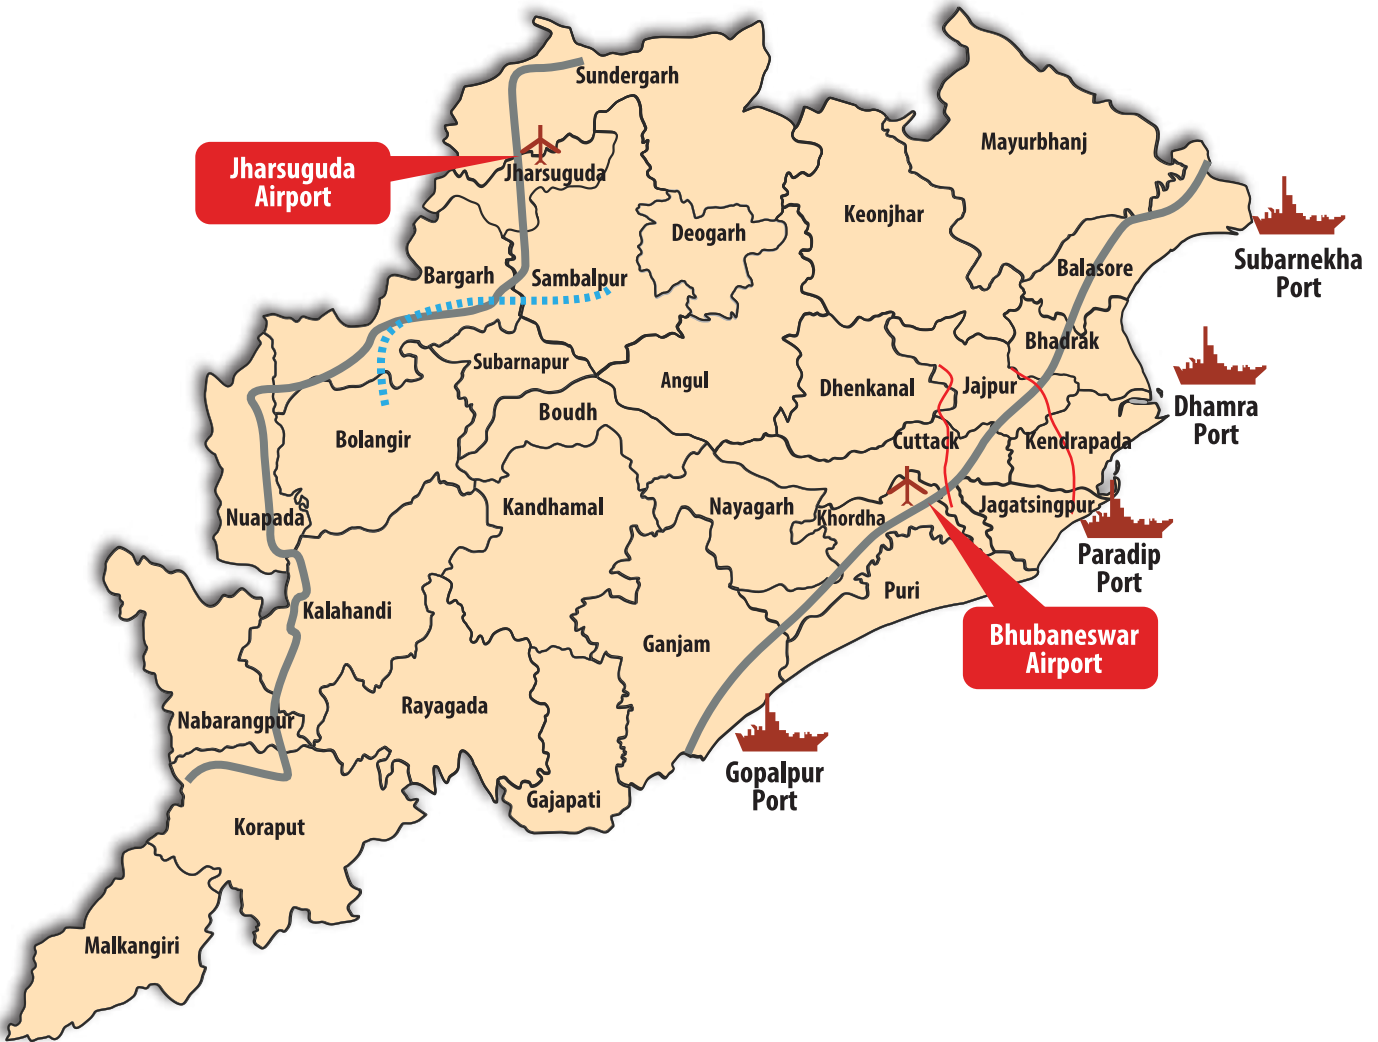 Sundergarh
Mayurbhanj
Jharsuguda
Airport
Jharsuguda
Keonjhar
Deogarh
Bargarh
Sambalpur
Balasore
Subarnekha
Port
Bhadrak
Subarnapur
Angul
Dhenkanal
Jajpur
Boudh
Dhamra
Port
Bolangir
Cuttack
Kendrapada
Nuapada
Kandhamal
Nayagarh
Khordha
Jagatsingpur
Paradip
Port
Puri
Kalahandi
Ganjam
Bhubaneswar
Airport
Rayagada
Nabarangpur
Gopalpur
Port
Gajapati
Koraput
Malkangiri